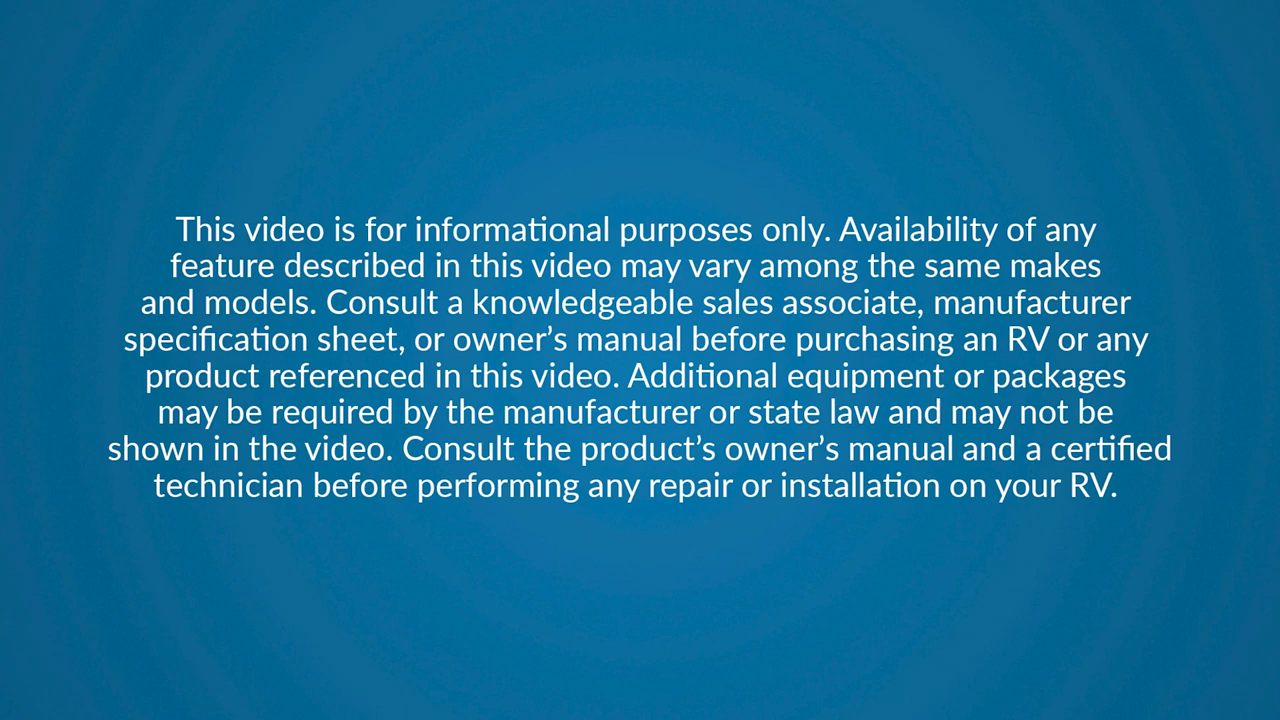 This video is for informational purposes only. Availability of any
feature described in this video may vary among the same makes
and models. Consult a knowledgeable sales associate, manufacturer
specification sheet, or owner’s manual before purchasing an RV or any
product referenced in this video. Additional equipment or packages
may be required by the manufacturer or state law and may not be
shown in the video. Consult the product’s owner’s manual and a certified
technician before performing any repair or installation on your RV.